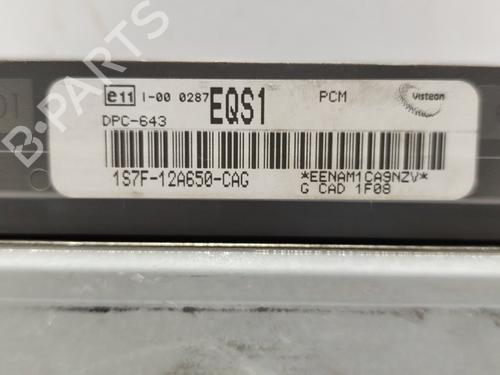 e11 I-00 0287 EQS1 PCM Visteon
DPC-643
1S7F-12A650-CAG *EENAM1CA9NZV*
G CAD 1F08
B-PARTS